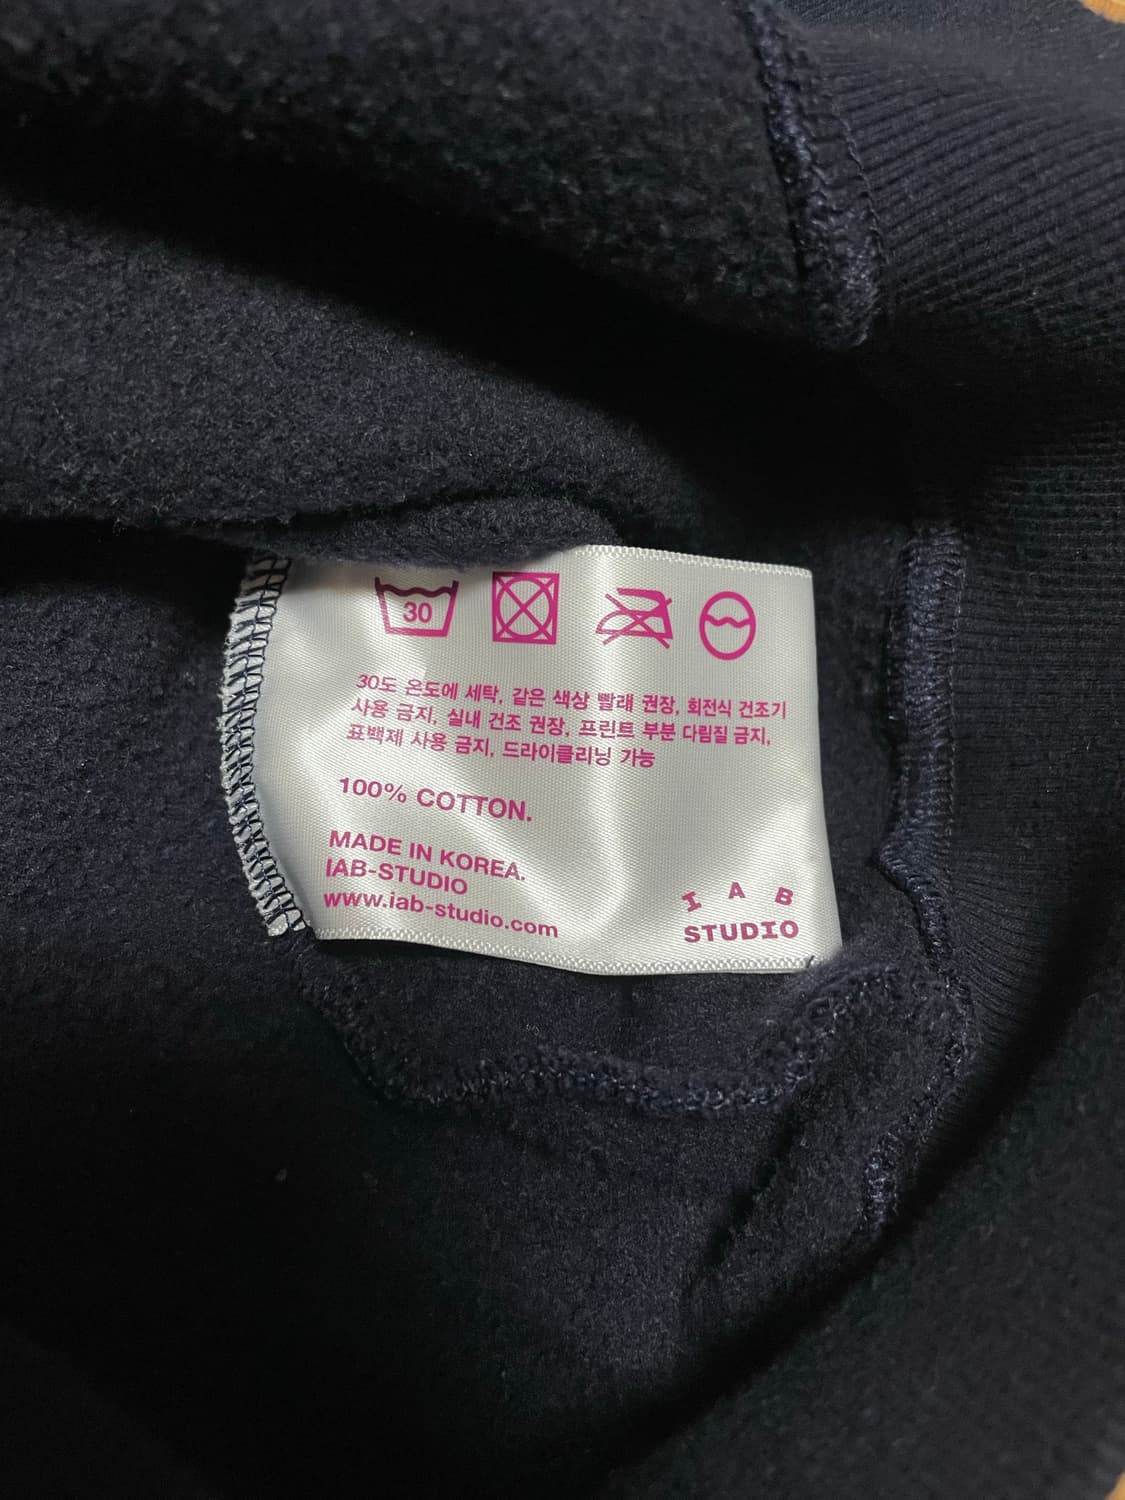 30
30도 온도에 세탁, 같은 색상 빨래 권장, 회전식 건조기
사용 금지, 실내 건조 권장, 프린트 부분 다림질 금지,
표백제 사용 금지, 드라이클리닝 가능
100% COTTON.
MADE IN KOREA.
IAB-STUDIO
www.iab-studio.com
I A B
STUDIO